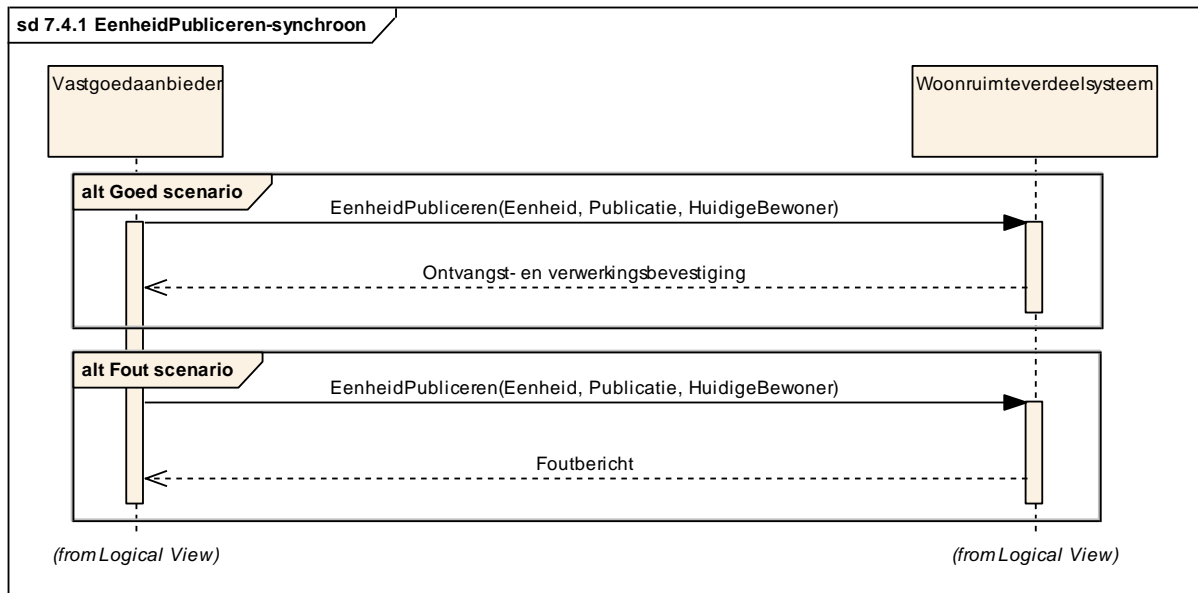 sd 7.4.1 EenheidPubliceren-synchroon
Vastgoedaanbieder
Woonruimteverdeelsysteem
alt Goed scenario
EenheidPubliceren(Eenheid, Publicatie, HuidigeBewoner)
Ontvangst- en verwerkingsbevestiging
alt Fout scenario
EenheidPubliceren(Eenheid, Publicatie, HuidigeBewoner)
Foutbericht
(from Logical View)
(from Logical View)